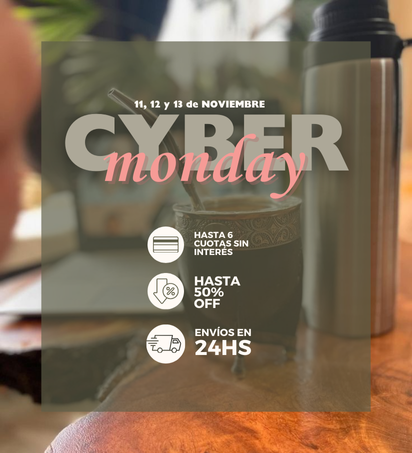 11, 12 y 13 de NOVIEMBRE
CYBER
monday
HASTA 6
CUOTAS SIN
INTERÉS
HASTA
50%
OFF
ENVÍOS EN
24HS